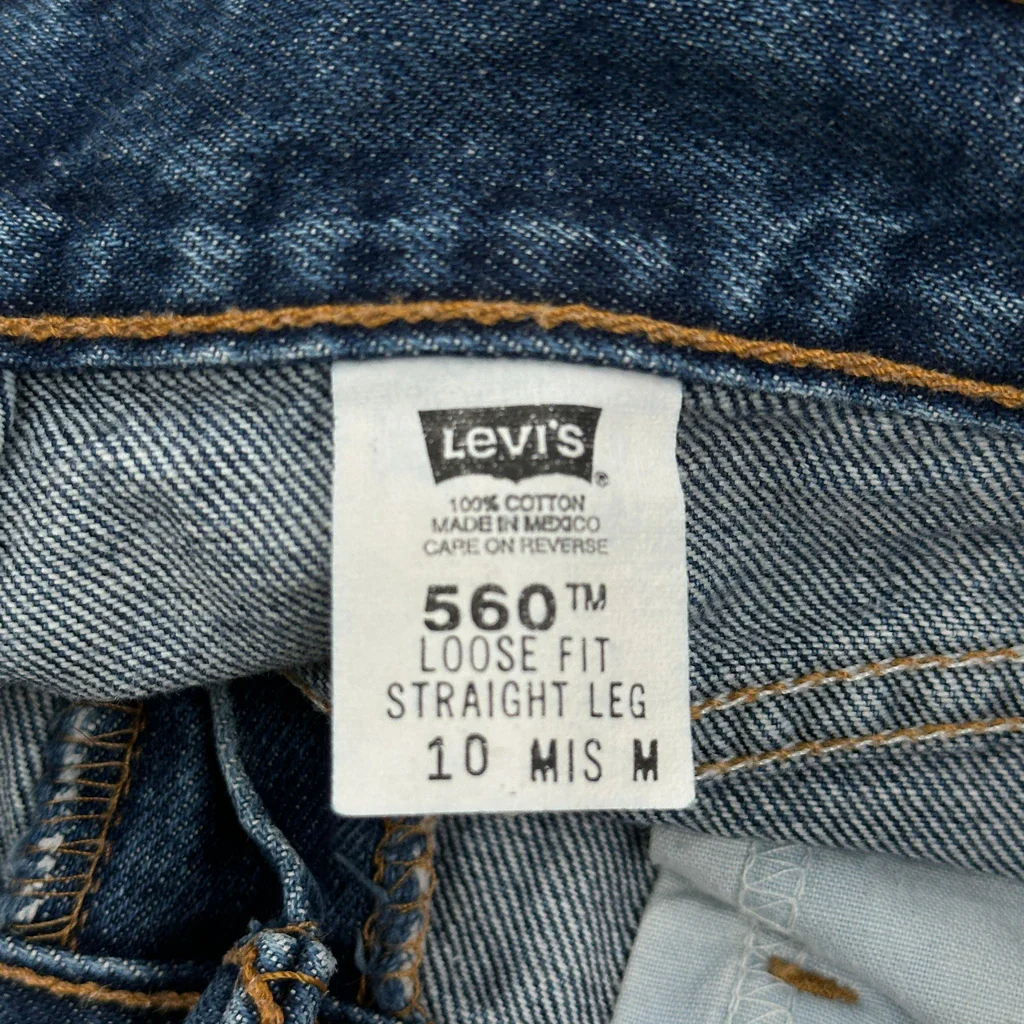 Levi's®
100% COTTON
MADE IN MEXICO
CARE ON REVERSE
560™
LOOSE FIT
STRAIGHT LEG
10 MIS M